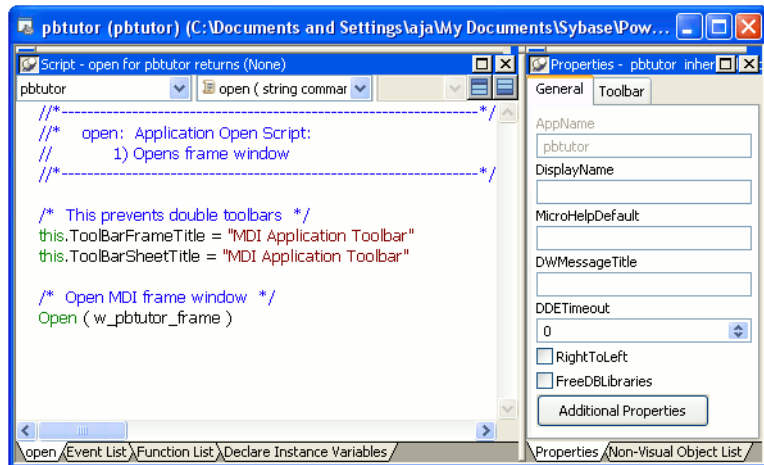 pbtutor (pbtutor) (C:\Documents and Settings\aja\My Documents\Sybase\Pow...
Script - open for pbtutor returns (None)
pbtutor
open ( string commar
//*-----------------------------------------------------------------*/
//* open: Application Open Script:
// 1) Opens frame window
//*-----------------------------------------------------------------*/
/* This prevents double toolbars */
this.ToolBarFrameTitle = "MDI Application Toolbar"
this.ToolBarSheetTitle = "MDI Application Toolbar"
/* Open MDI frame window */
Open ( w_pbtutor_frame )
open
Event List
Function List
Declare Instance Variables
Properties - pbtutor inher
General
Toolbar
AppName
pbtutor
DisplayName
MicroHelpDefault
DWMessageTitle
DDETimeout
0
RightToLeft
FreeDBLibraries
Additional Properties
Properties
Non-Visual Object List